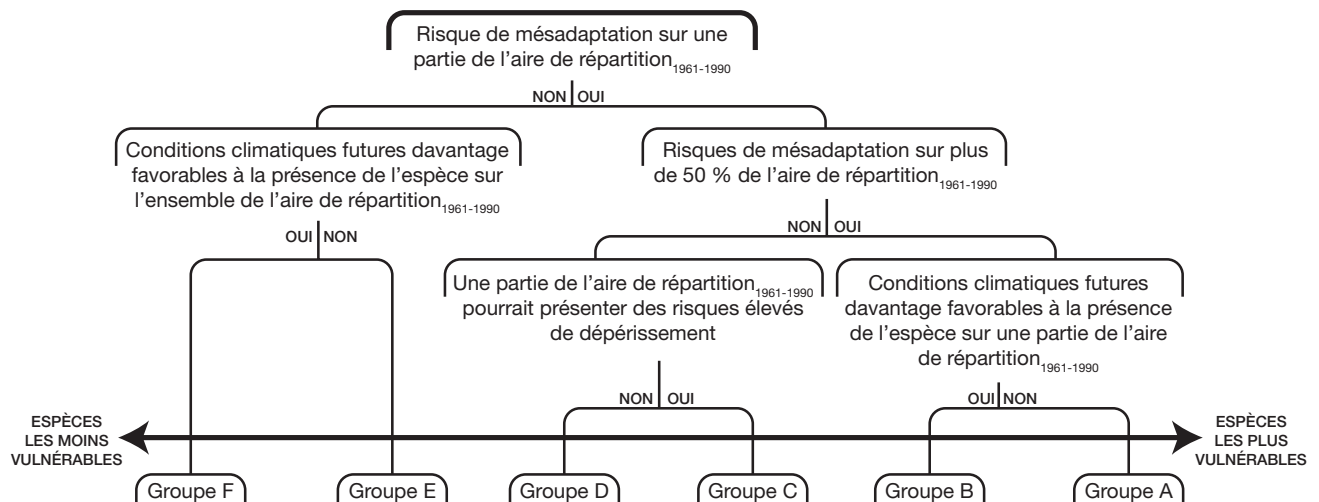 Risque de mésadaptation sur une
partie de l'aire de répartition1961-1990
NON OUI
Conditions climatiques futures davantage
favorables à la présence de l'espèce sur
l'ensemble de l'aire de répartition1961-1990
Risques de mésadaptation sur plus
de 50 % de l'aire de répartition1961-1990
OUI NON
NON OUI
Une partie de l'aire de répartition1961-1990
pourrait présenter des risques élevés
de dépérissement
Conditions climatiques futures
davantage favorables à la présence
de l'espèce sur une partie de l'aire
de répartition1961-1990
NON OUI
OUI NON
ESPÈCES
LES MOINS
VULNÉRABLES
ESPÈCES
LES PLUS
VULNÉRABLES
Groupe F
Groupe E
Groupe D
Groupe C
Groupe B
Groupe A